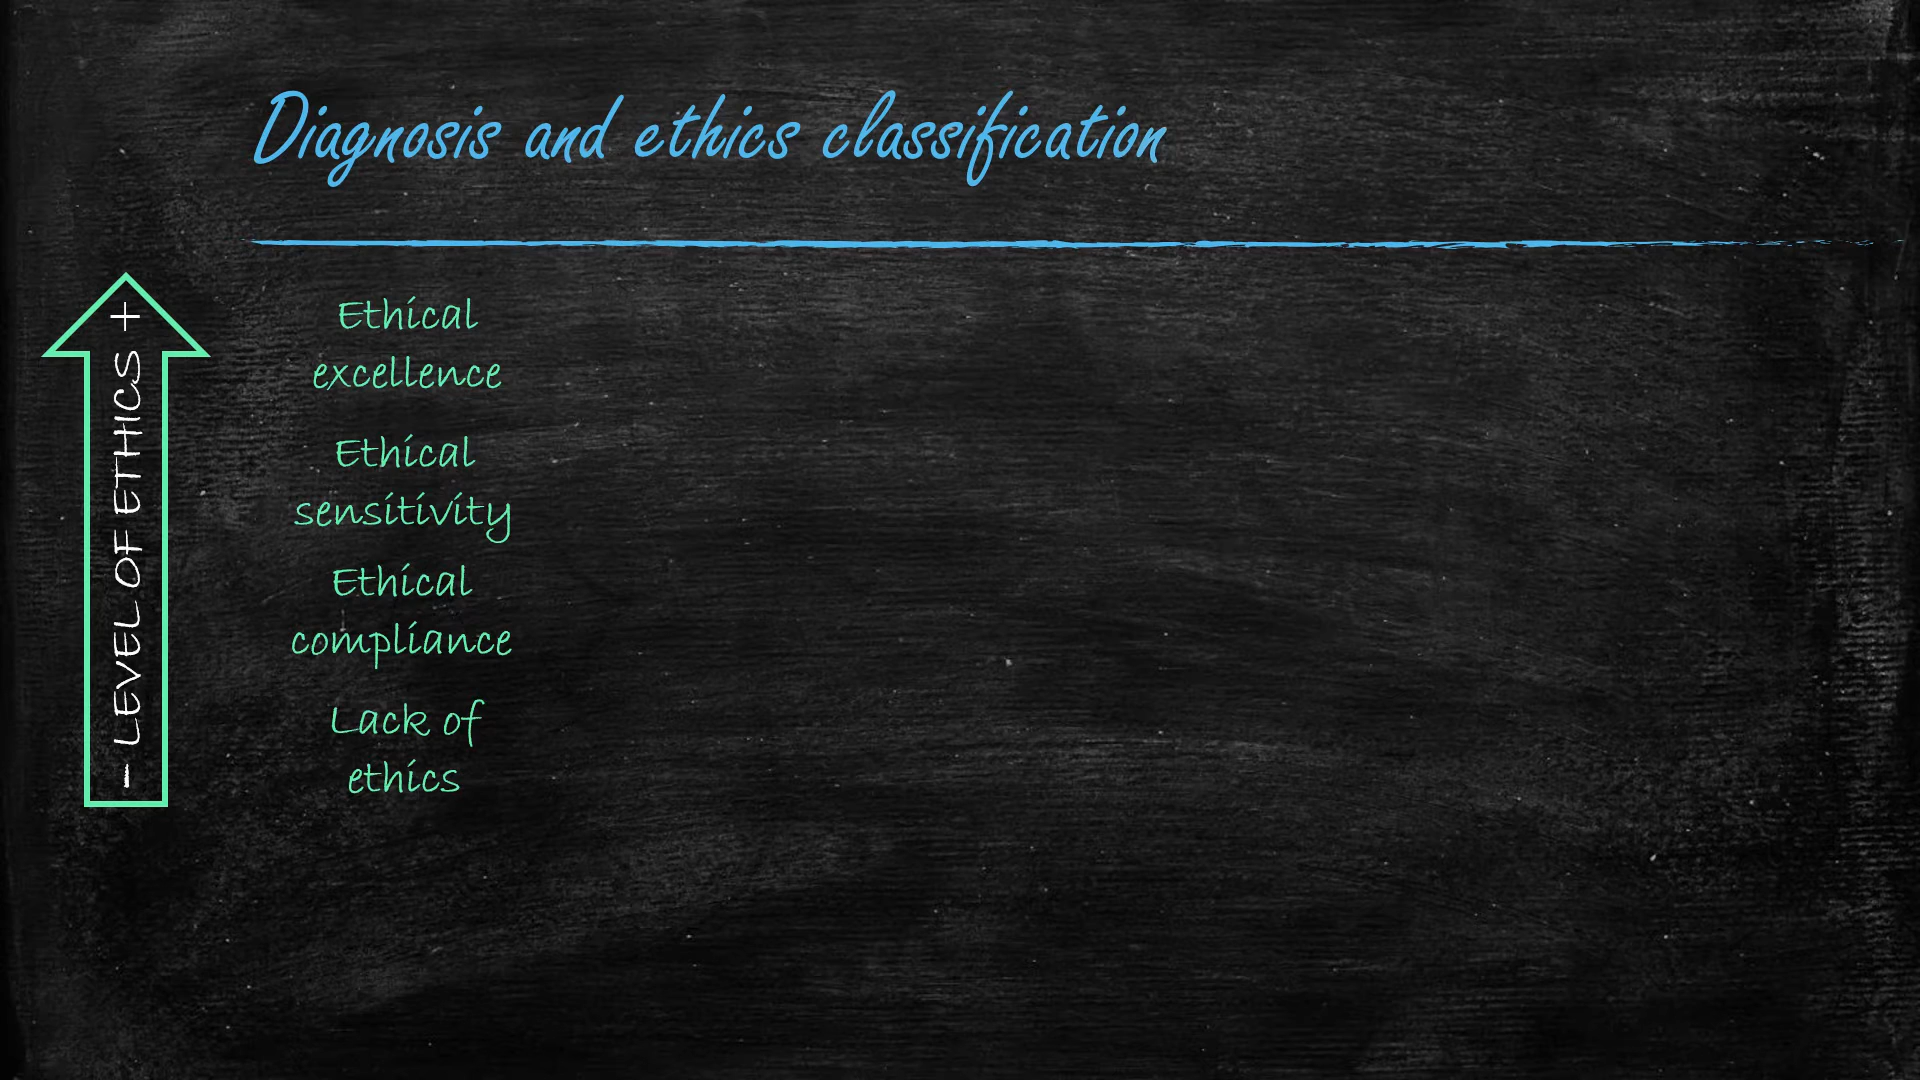 Diagnosis and ethics classification
- LEVEL OF ETHICS +
Ethical
excellence
Ethical
sensitivity
Ethical
compliance
Lack of
ethics